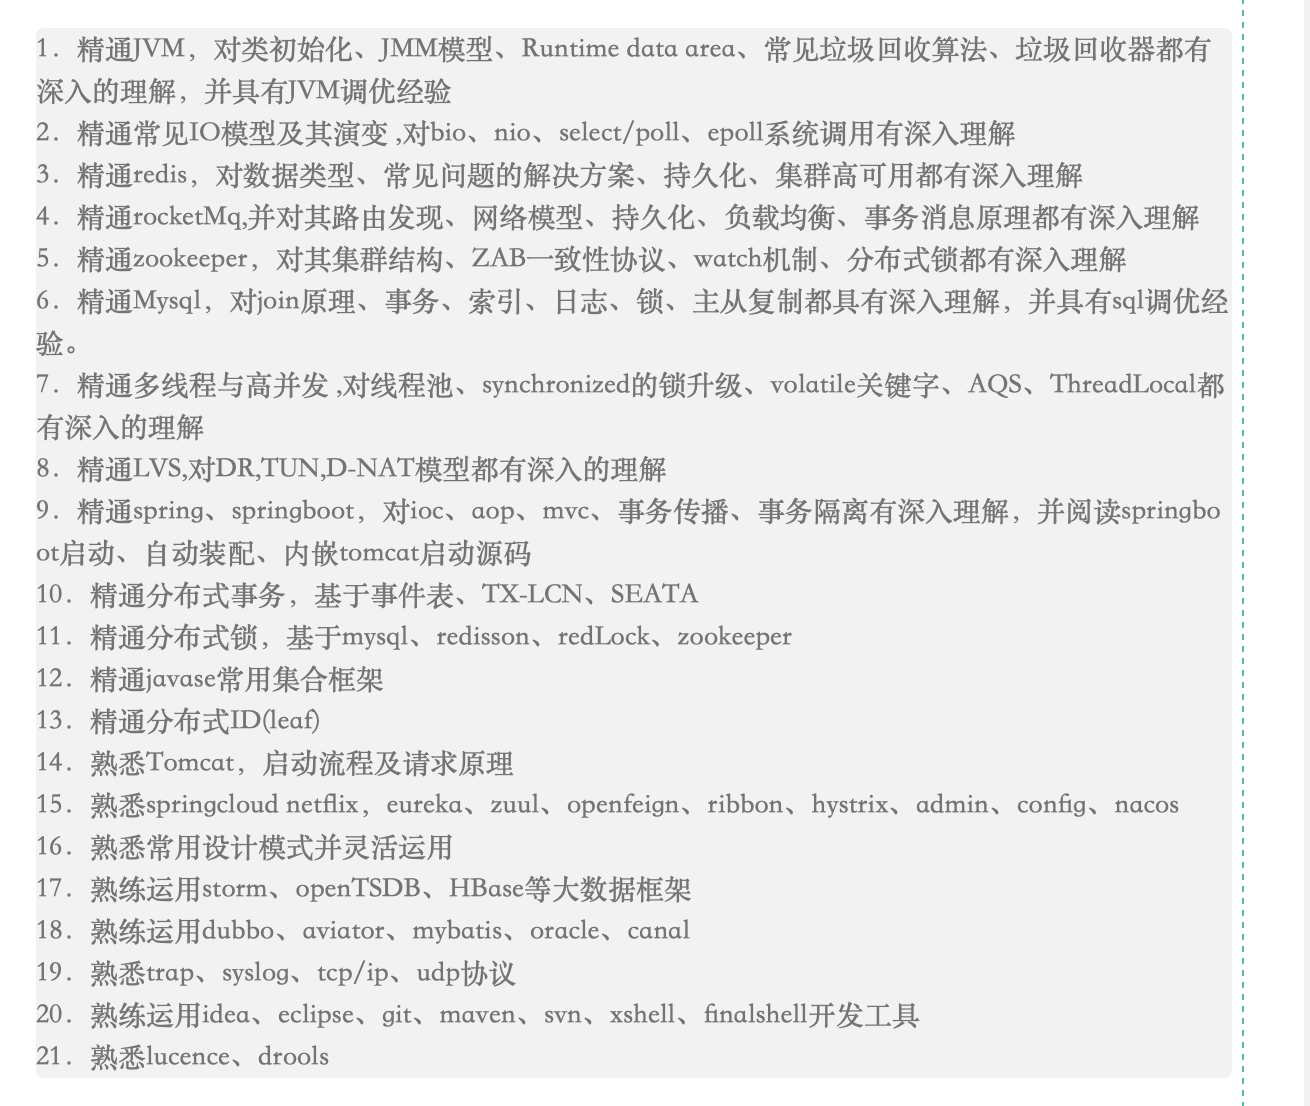 1．精通JVM，对类初始化、JMM模型、Runtime data area、常见垃圾回收算法、垃圾回收器都有
深入的理解，并具有JVM调优经验
2．精通常见IO模型及其演变 ,对bio、nio、select/poll、epoll系统调用有深入理解
3．精通redis，对数据类型、常见问题的解决方案、持久化、集群高可用都有深入理解
4．精通rocketMq,并对其路由发现、网络模型、持久化、负载均衡、事务消息原理都有深入理解
5．精通zookeeper，对其集群结构、ZAB一致性协议、watch机制、分布式锁都有深入理解
6．精通Mysql，对join原理、事务、索引、日志、锁、主从复制都具有深入理解，并具有sql调优经
验。
7．精通多线程与高并发 ,对线程池、synchronized的锁升级、volatile关键字、AQS、ThreadLocal都
有深入的理解
8．精通LVS,对DR,TUN,D-NAT模型都有深入的理解
9．精通spring、springboot，对ioc、aop、mvc、事务传播、事务隔离有深入理解，并阅读springbo
ot启动、自动装配、内嵌tomcat启动源码
10．精通分布式事务，基于事件表、TX-LCN、SEATA
11．精通分布式锁，基于mysql、redisson、redLock、zookeeper
12．精通javase常用集合框架
13．精通分布式ID(leaf)
14．熟悉Tomcat，启动流程及请求原理
15．熟悉springcloud netflix，eureka、zuul、openfeign、ribbon、hystrix、admin、config、nacos
16．熟悉常用设计模式并灵活运用
17．熟练运用storm、openTSDB、HBase等大数据框架
18．熟练运用dubbo、aviator、mybatis、oracle、canal
19．熟悉trap、syslog、tcp/ip、udp协议
20．熟练运用idea、eclipse、git、maven、svn、xshell、finalshell开发工具
21．熟悉lucence、drools